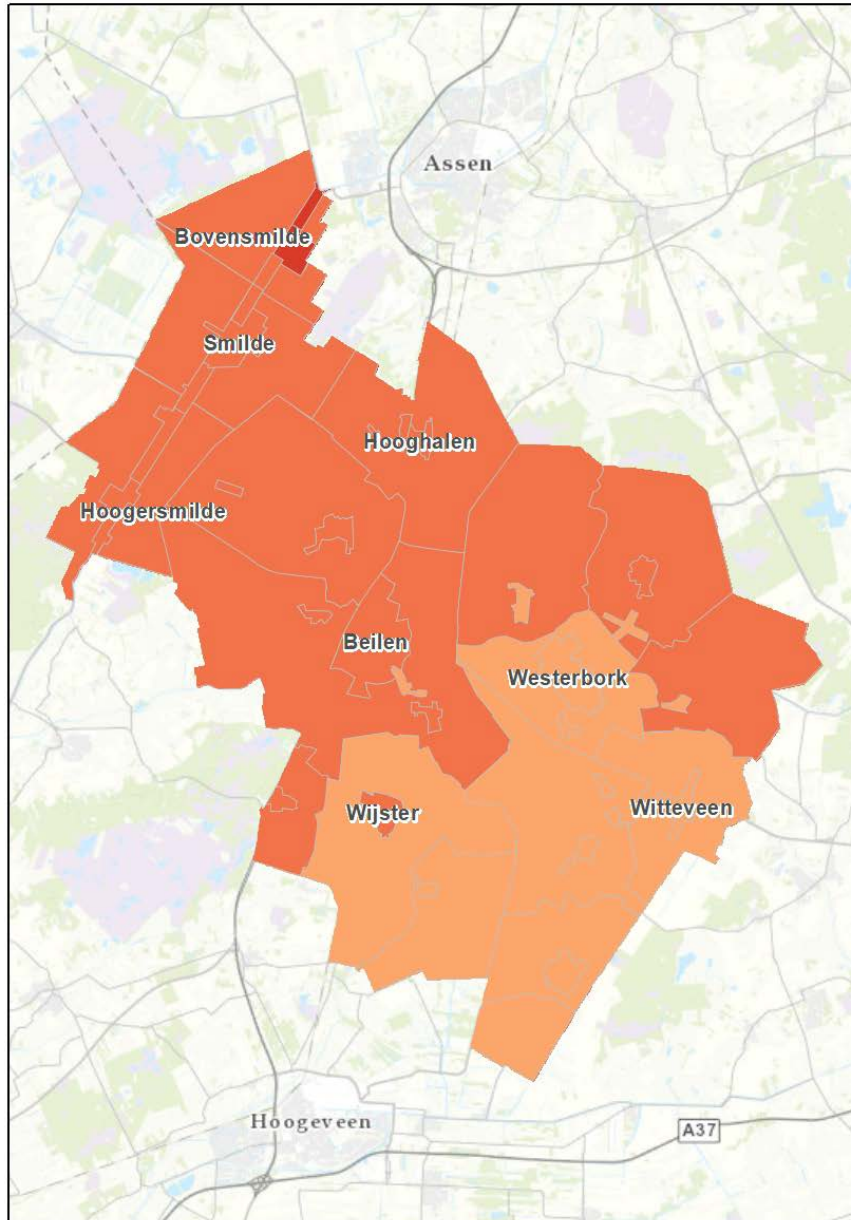 Assen
Bovensmilde
Smilde
Hooghalen
Hoogersmilde
Beilen
Westerbork
Wijster
Witteveen
Hoogeveen
A37